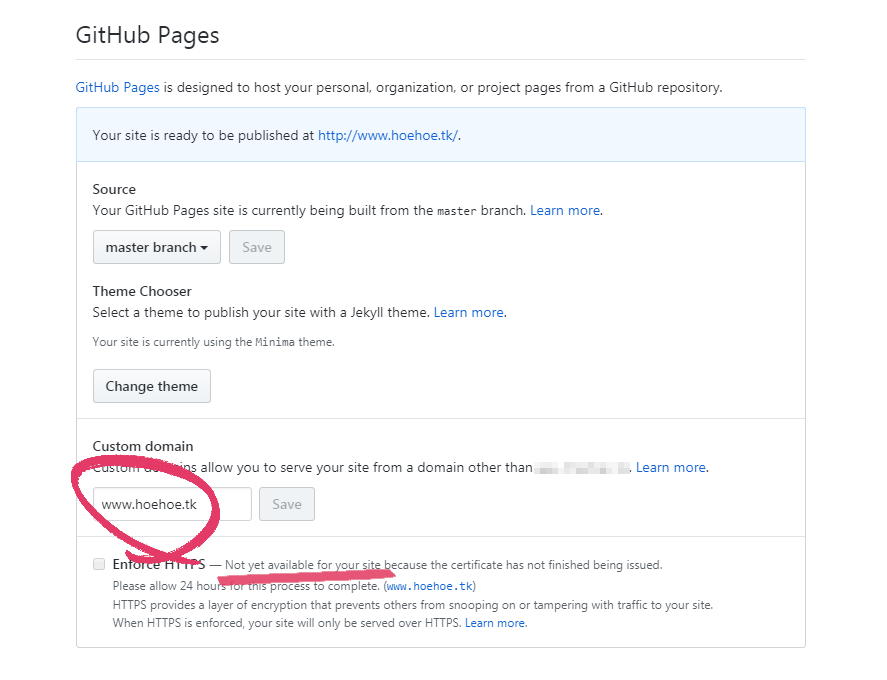 GitHub Pages
GitHub Pages is designed to host your personal, organization, or project pages from a GitHub repository.
Your site is ready to be published at http://www.hoehoe.tk/.
Source
Your GitHub Pages site is currently being built from the master branch. Learn more.
master branch Save
Theme Chooser
Select a theme to publish your site with a Jekyll theme. Learn more.
Your site is currently using the Minima theme.
Change theme
Custom domain
Custom domains allow you to serve your site from a domain other than . Learn more.
www.hoehoe.tk Save
Enforce HTTPS — Not yet available for your site because the certificate has not finished being issued.
Please allow 24 hours for this process to complete. (www.hoehoe.tk)
HTTPS provides a layer of encryption that prevents others from snooping on or tampering with traffic to your site.
When HTTPS is enforced, your site will only be served over HTTPS. Learn more.